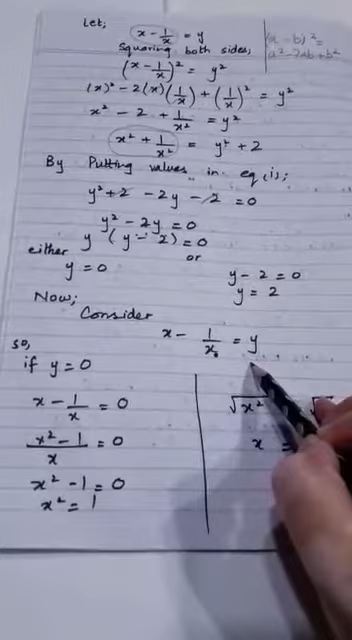 Let;
x - 1/x = y
(a - b)² =
a² - 2ab + b²
Squaring both sides;
(x - 1/x)² = y²
(x)² - 2(x)(1/x) + (1/x)² = y²
x² - 2 + 1/x² = y²
x² + 1/x² = y² + 2
By Putting values in eq (i);
y² + 2 - 2y - 2 = 0
y² - 2y = 0
y (y - 2) = 0
either or
y = 0
y - 2 = 0
y = 2
Now; Consider
x - 1/x = y
so,
if y = 0
x - 1/x = 0
x² - 1/x = 0
x² - 1 = 0
x² = 1
√x²
x =